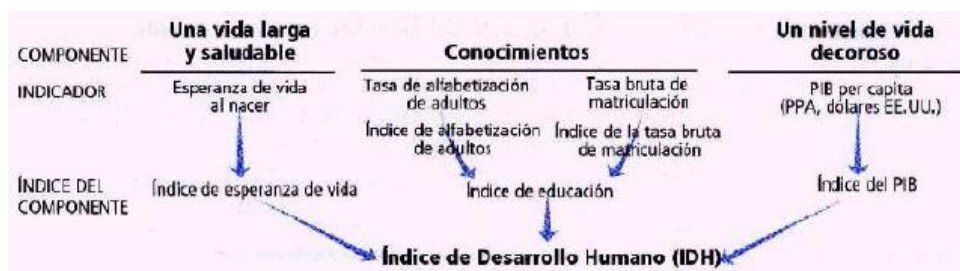 COMPONENTE
Una vida larga
y saludable
Conocimientos
Un nivel de vida
decoroso
INDICADOR
Esperanza de vida
al nacer
Tasa de alfabetización
de adultos
Tasa bruta de
matriculación
PIB per capita
(PPA, dólares EE.UU.)
Índice de alfabetización
de adultos
Índice de la tasa bruta
de matriculación
ÍNDICE DEL
COMPONENTE
Índice de esperanza de vida
Índice de educación
Índice del PIB
Índice de Desarrollo Humano (IDH)